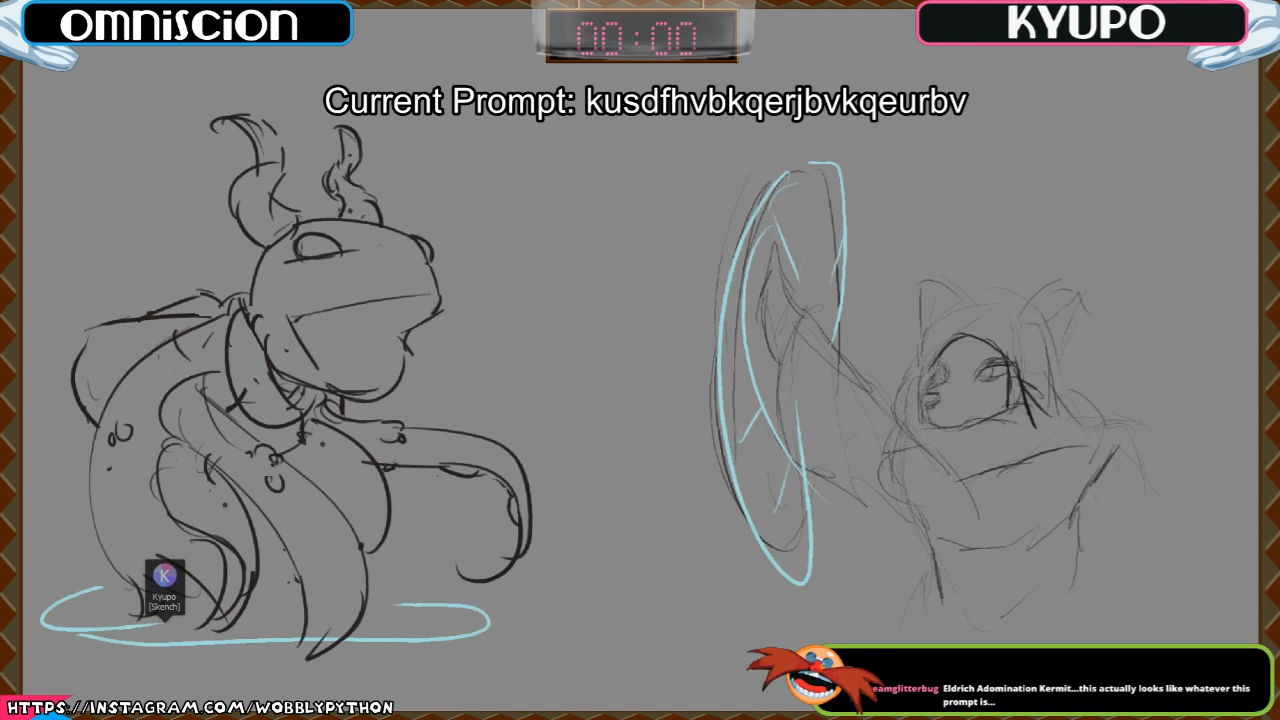 OMNISCION
00:00
KYUPO
Current Prompt: kusdfhvbkqerjbvkqeurbv
K
Kyupo
[Skench]
eamglitterbug Eldrich Adomination Kermit...this actually looks like whatever this
prompt is...
HTTPS://INSTAGRAM.COM/WOBBLYPYTHON